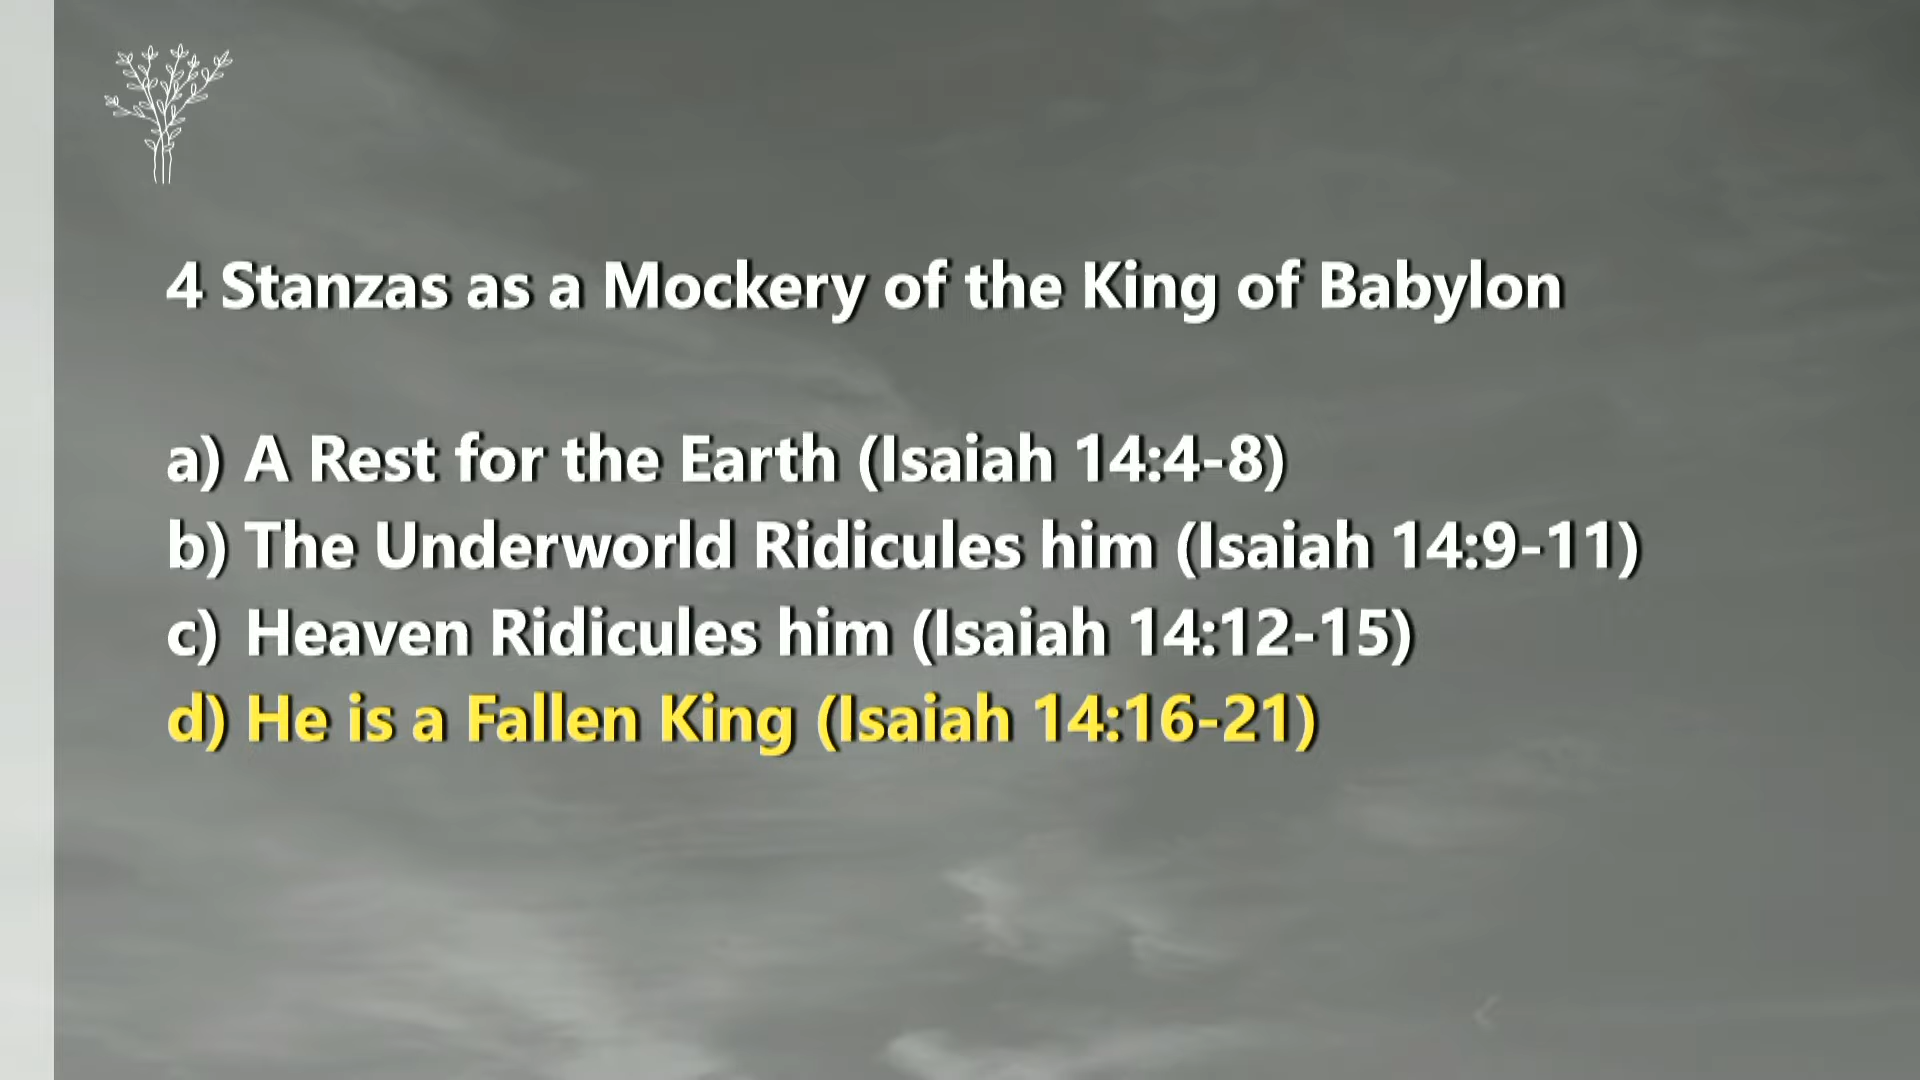 4 Stanzas as a Mockery of the King of Babylon
a) A Rest for the Earth (Isaiah 14:4-8)
b) The Underworld Ridicules him (Isaiah 14:9-11)
c) Heaven Ridicules him (Isaiah 14:12-15)
d) He is a Fallen King (Isaiah 14:16-21)